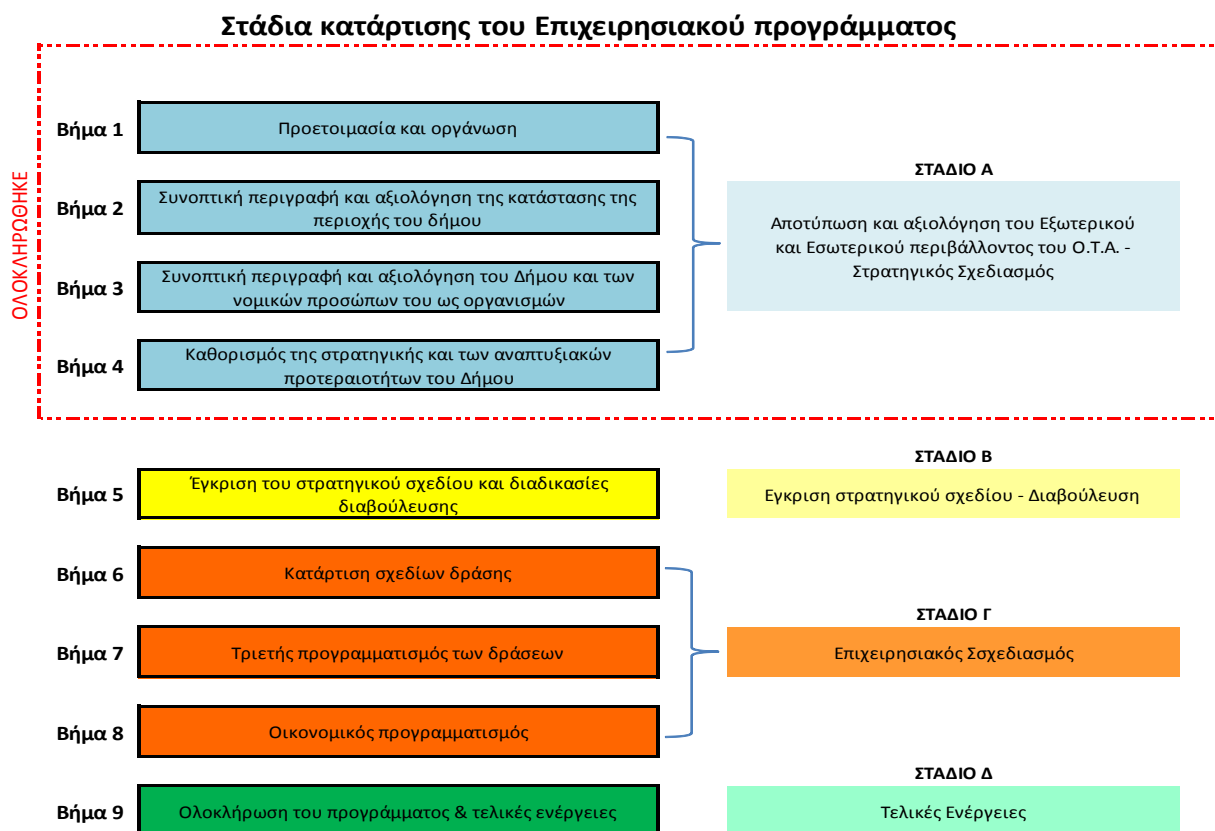 Στάδια κατάρτισης του Επιχειρησιακού προγράμματος
ΟΛΟΚΛΗΡΩΘΗΚΕ
Βήμα 1
Προετοιμασία και οργάνωση
Βήμα 2
Συνοπτική περιγραφή και αξιολόγηση της κατάστασης της
περιοχής του δήμου
Βήμα 3
Συνοπτική περιγραφή και αξιολόγηση του Δήμου και των
νομικών προσώπων του ως οργανισμών
Βήμα 4
Καθορισμός της στρατηγικής και των αναπτυξιακών
προτεραιοτήτων του Δήμου
ΣΤΑΔΙΟ Α
Αποτύπωση και αξιολόγηση του Εξωτερικού
και Εσωτερικού περιβάλλοντος του Ο.Τ.Α. -
Στρατηγικός Σχεδιασμός
Βήμα 5
Έγκριση του στρατηγικού σχεδίου και διαδικασίες
διαβούλευσης
ΣΤΑΔΙΟ Β
Εγκριση στρατηγικού σχεδίου - Διαβούλευση
Βήμα 6
Κατάρτιση σχεδίων δράσης
Βήμα 7
Τριετής προγραμματισμός των δράσεων
Βήμα 8
Οικονομικός προγραμματισμός
ΣΤΑΔΙΟ Γ
Επιχειρησιακός Σσχεδιασμός
Βήμα 9
Ολοκλήρωση του προγράμματος & τελικές ενέργειες
ΣΤΑΔΙΟ Δ
Τελικές Ενέργειες